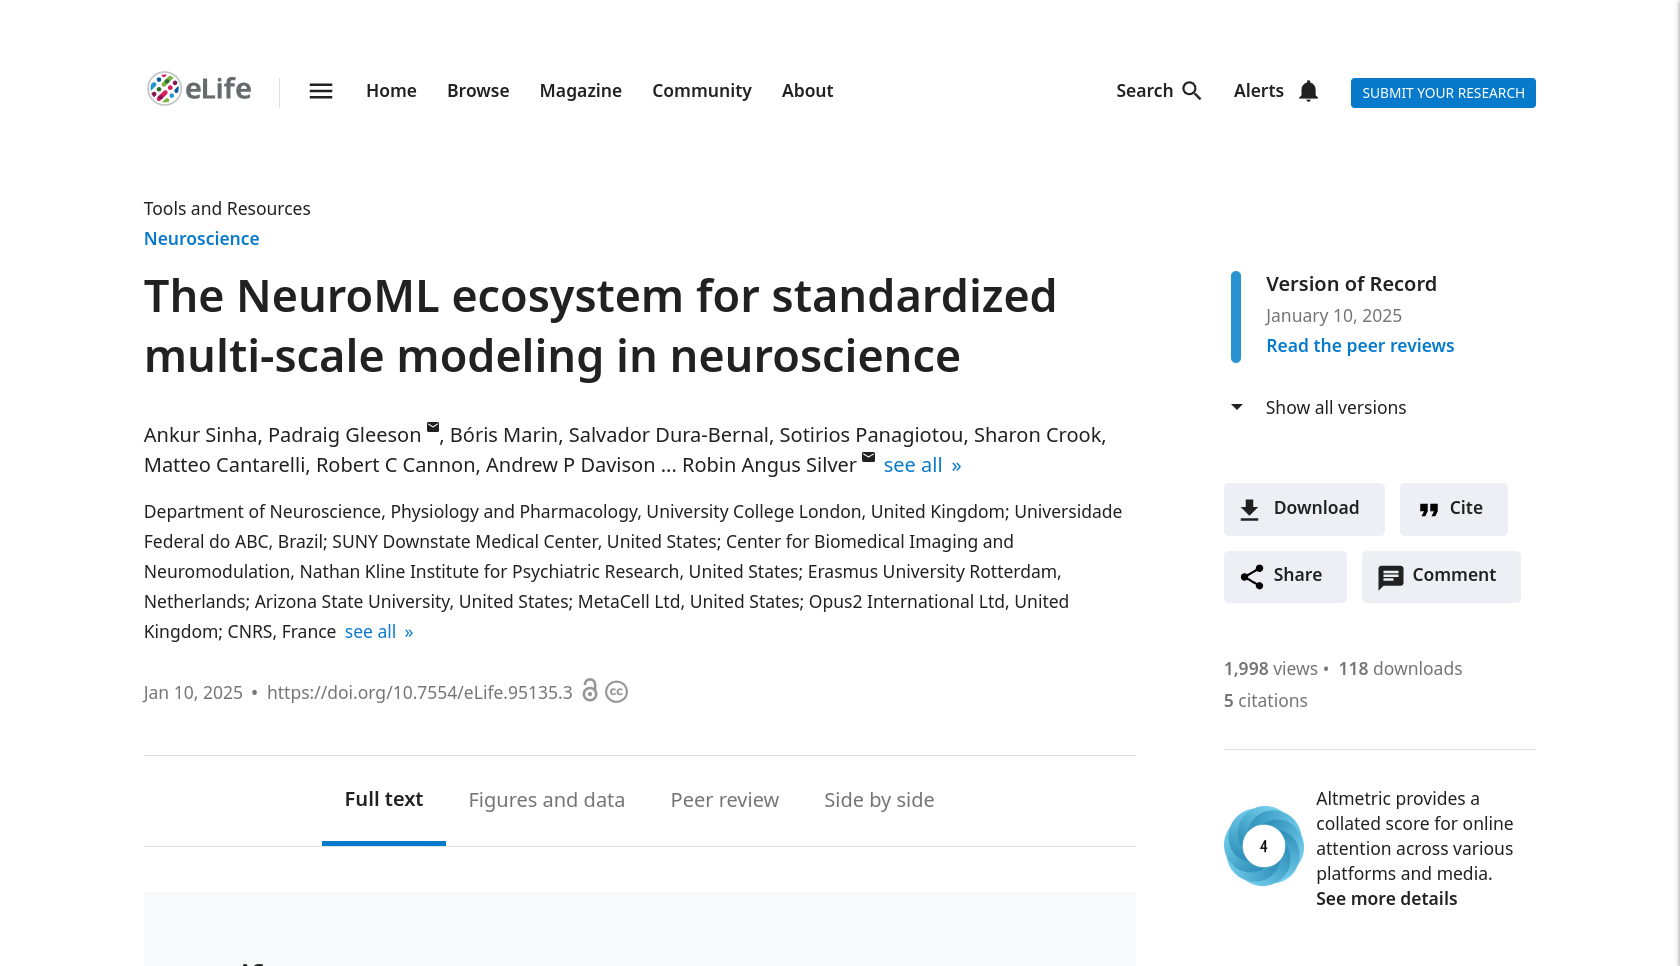 eLife
Home
Browse
Magazine
Community
About
Search
Alerts
SUBMIT YOUR RESEARCH
Tools and Resources
Neuroscience
The NeuroML ecosystem for standardized
multi-scale modeling in neuroscience
Ankur Sinha, Padraig Gleeson , Bóris Marin, Salvador Dura-Bernal, Sotirios Panagiotou, Sharon Crook,
Matteo Cantarelli, Robert C Cannon, Andrew P Davison ... Robin Angus Silver see all »
Department of Neuroscience, Physiology and Pharmacology, University College London, United Kingdom; Universidade
Federal do ABC, Brazil; SUNY Downstate Medical Center, United States; Center for Biomedical Imaging and
Neuromodulation, Nathan Kline Institute for Psychiatric Research, United States; Erasmus University Rotterdam,
Netherlands; Arizona State University, United States; MetaCell Ltd, United States; Opus2 International Ltd, United
Kingdom; CNRS, France see all »
Jan 10, 2025 • https://doi.org/10.7554/eLife.95135.3 cc
Full text
Figures and data
Peer review
Side by side
Version of Record
January 10, 2025
Read the peer reviews
Show all versions
Download
Cite
Share
Comment
1,998 views • 118 downloads
5 citations
4
Altmetric provides a
collated score for online
attention across various
platforms and media.
See more details